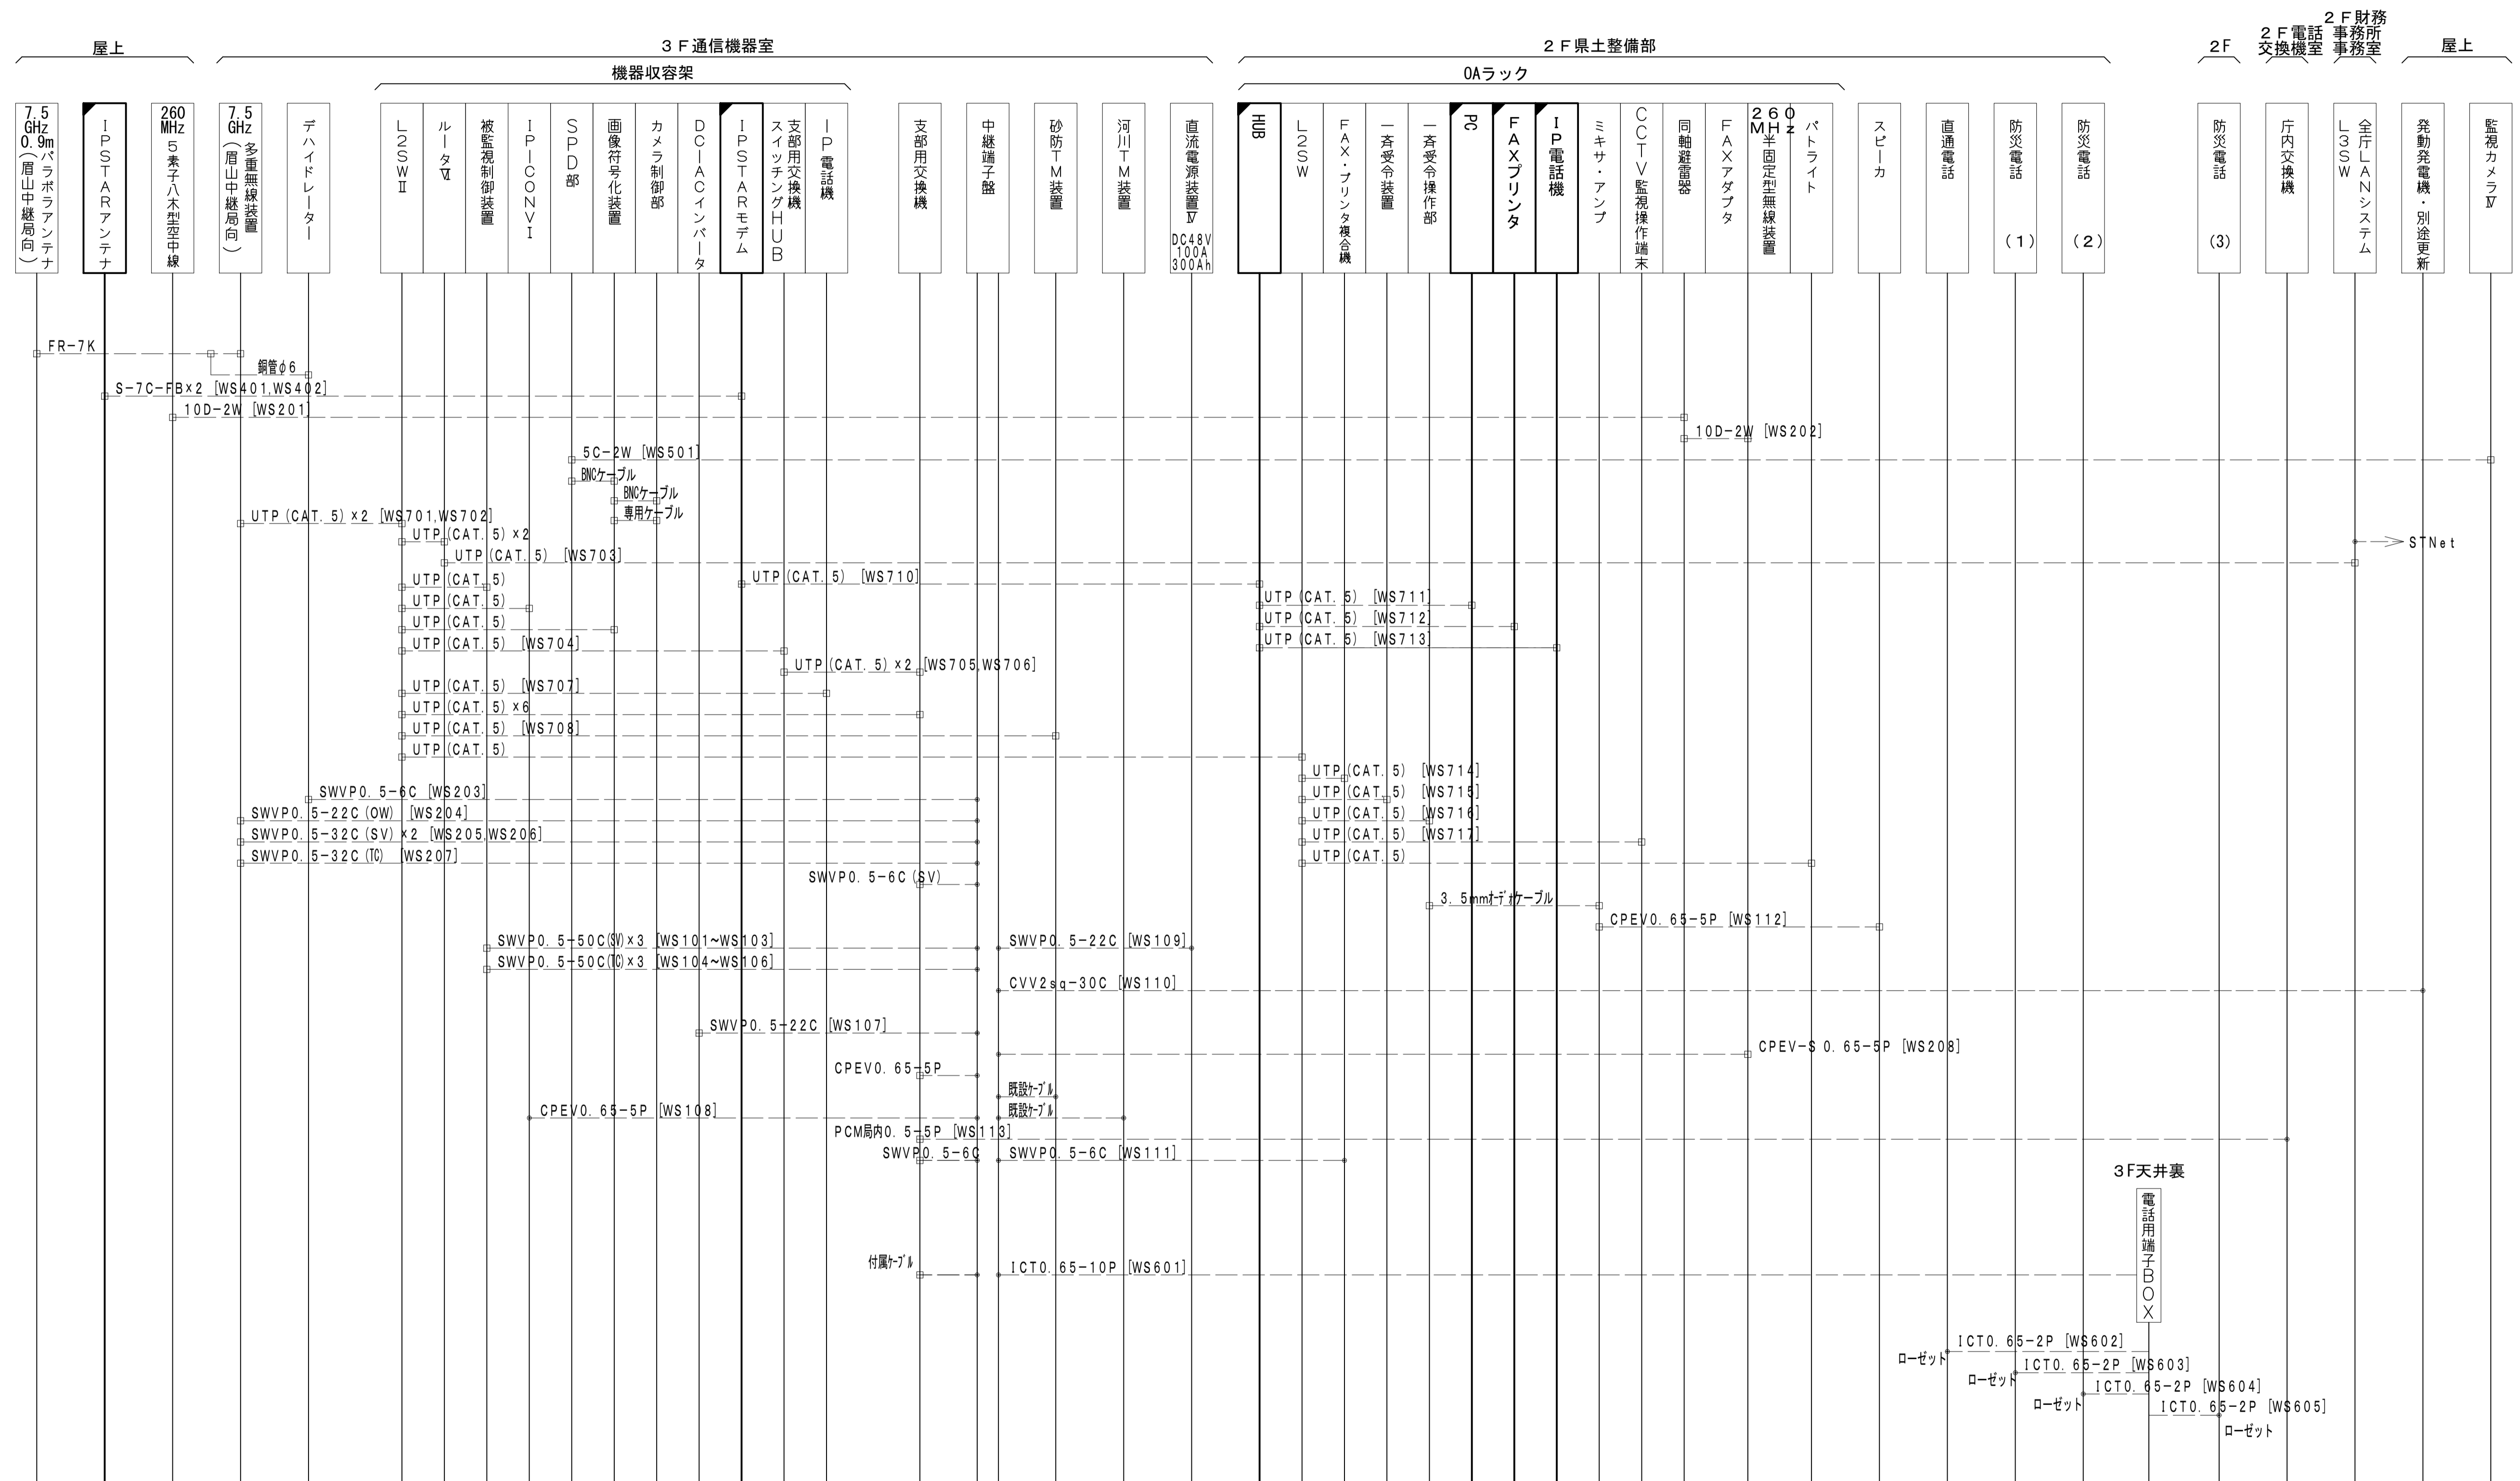 屋上
３Ｆ通信機器室
２Ｆ県土整備部
２Ｆ
２Ｆ電話
交換機室
２Ｆ財務
事務所
事務室
屋上
機器収容架
OAラック
7.5
GHz
0.9m
パラボラアンテナ
(眉山中継局向)
ＩＰＳＴＡＲアンテナ
260
MHz
５素子八木型空中線
7.5
GHz
多重無線装置
(眉山中継局向)
デハイドレーター
Ｌ２ＳＷⅡ
ルータⅥ
被監視制御装置
ＩＰ－ＩＣＯＮＶＩ
ＳＰＤ部
画像符号化装置
カメラ制御部
ＤＣ－ＡＣインバータ
ＩＰＳＴＡＲモデム
支部用交換機
スイッチングＨＵＢ
ＩＰ電話機
支部用交換機
中継端子盤
砂防ＴＭ装置
河川ＴＭ装置
直流電源装置Ⅳ
DC48V
100A
300Ah
HUB
Ｌ２ＳＷ
ＦＡＸ・プリンタ複合機
一斉受令装置
一斉受令操作部
PC
ＦＡＸプリンタ
ＩＰ電話機
ミキサ・アンプ
ＣＣＴＶ監視操作端末
同軸避雷器
ＦＡＸアダプタ
２６０
ＭＨｚ
半固定型無線装置
パトライト
スピーカ
直通電話
防災電話
(１)
防災電話
(２)
防災電話
(3)
庁内交換機
全庁ＬＡＮシステム
Ｌ３ＳＷ
発動発電機・別途更新
監視カメラⅣ
FR-7K
銅管φ6
S-7C-FB×2 [WS401,WS402]
10D-2W [WS201]
10D-2W [WS202]
5C-2W [WS501]
BNCケーブル
BNCケーブル
専用ケーブル
UTP(CAT.5)×2 [WS701,WS702]
UTP(CAT.5)×2
STNet
UTP(CAT.5) [WS703]
UTP(CAT.5)
UTP(CAT.5) [WS710]
UTP(CAT.5)
UTP(CAT.5) [WS711]
UTP(CAT.5)
UTP(CAT.5) [WS712]
UTP(CAT.5) [WS704]
UTP(CAT.5) [WS713]
UTP(CAT.5)×2 [WS705,WS706]
UTP(CAT.5) [WS707]
UTP(CAT.5)×6
UTP(CAT.5) [WS708]
UTP(CAT.5)
UTP(CAT.5) [WS714]
SWVP0.5-6C [WS203]
UTP(CAT.5) [WS715]
SWVP0.5-22C(OW) [WS204]
UTP(CAT.5) [WS716]
SWVP0.5-32C(SV)×2 [WS205,WS206]
UTP(CAT.5) [WS717]
SWVP0.5-32C(TC) [WS207]
UTP(CAT.5)
SWVP0.5-6C(SV)
3.5mmｵｰﾃﾞｨｵケーブル
CPEV0.65-5P [WS112]
SWVP0.5-50C(SV)×3 [WS101~WS103]
SWVP0.5-22C [WS109]
SWVP0.5-50C(TC)×3 [WS104~WS106]
CVV2sq-30C [WS110]
SWVP0.5-22C [WS107]
CPEV-S 0.65-5P [WS208]
CPEV0.65-5P
既設ｹｰﾌﾞﾙ
CPEV0.65-5P [WS108]
既設ｹｰﾌﾞﾙ
PCM局内0.5-5P [WS113]
SWVP0.5-6C
SWVP0.5-6C [WS111]
３Ｆ天井裏
電話用端子ＢＯＸ
付属ｹｰﾌﾞﾙ
ICT0.65-10P [WS601]
ICT0.65-2P [WS602]
ローゼット
ICT0.65-2P [WS603]
ローゼット
ICT0.65-2P [WS604]
ローゼット
ICT0.65-2P [WS605]
ローゼット